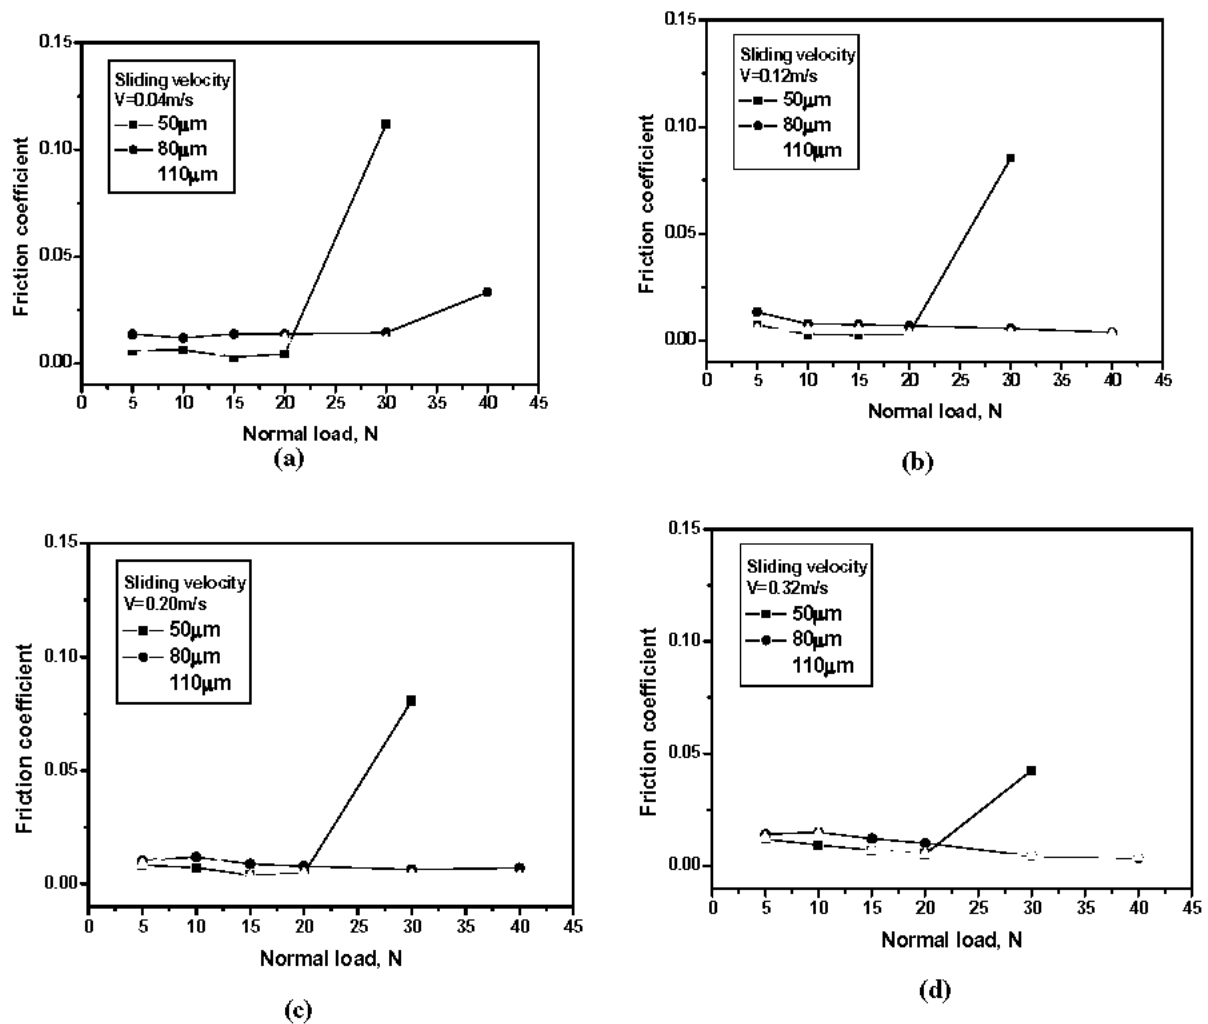 0.15
0.10
0.05
0.00
Friction coefficient
Sliding velocity
V=0.04m/s
50μm
80μm
110μm
0 5 10 15 20 25 30 35 40 45
Normal load, N
(a)
0.15
0.10
0.05
0.00
Friction coefficient
Sliding velocity
V=0.12m/s
50μm
80μm
110μm
0 5 10 15 20 25 30 35 40 45
Normal load, N
(b)
0.15
0.10
0.05
0.00
Friction coefficient
Sliding velocity
V=0.20m/s
50μm
80μm
110μm
0 5 10 15 20 25 30 35 40 45
Normal load, N
(c)
0.15
0.10
0.05
0.00
Friction coefficient
Sliding velocity
V=0.32m/s
50μm
80μm
110μm
0 5 10 15 20 25 30 35 40 45
Normal load, N
(d)